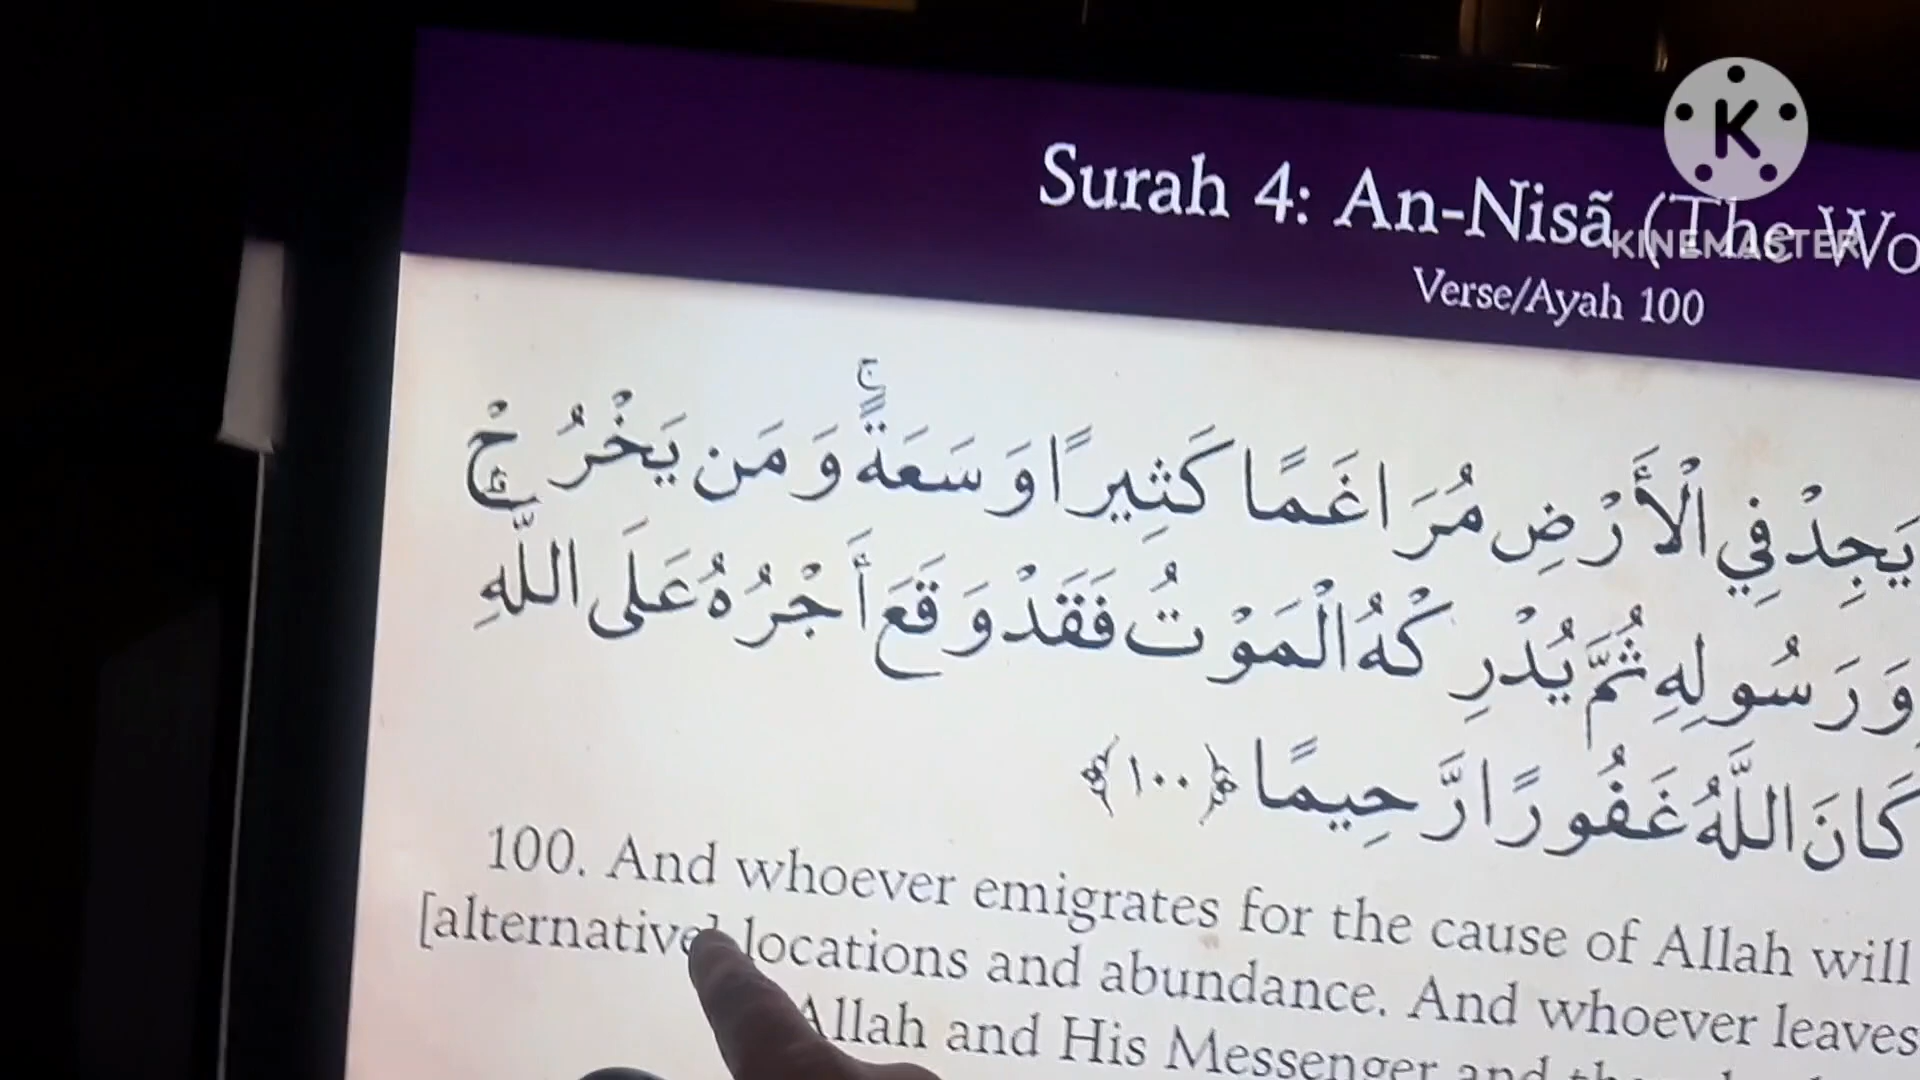 K
KINEMASTER
Surah 4: An-Nisã (The Wo
Verse/Ayah 100
يَجِدْ فِي الْأَرْضِ مُرَاغَمًا كَثِيرًا وَسَعَةً ۚ وَمَن يَخْرُجْ
وَرَسُولِهِ ثُمَّ يُدْرِكْهُ الْمَوْتُ فَقَدْ وَقَعَ أَجْرُهُ عَلَى اللَّهِ ۗ
كَانَ اللَّهُ غَفُورًا رَّحِيمًا ﴿١٠٠﴾
100. And whoever emigrates for the cause of Allah will
[alternative] locations and abundance. And whoever leaves
Allah and His Messenger and